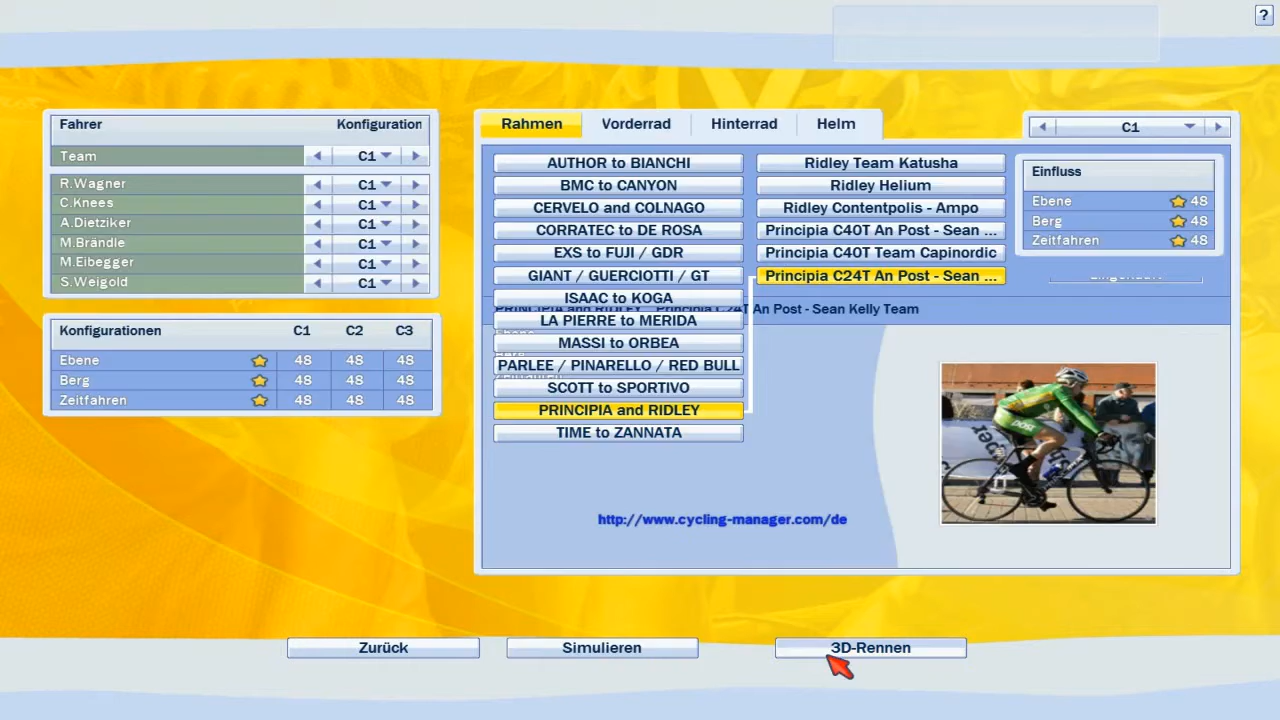 ?
Fahrer Konfiguration
Team C1
R.Wagner C1
C.Knees C1
A.Dietziker C1
M.Brändle C1
M.Eibegger C1
S.Weigold C1
Konfigurationen C1 C2 C3
Ebene 48 48 48
Berg 48 48 48
Zeitfahren 48 48 48
Rahmen Vorderrad Hinterrad Helm
AUTHOR to BIANCHI
BMC to CANYON
CERVELO and COLNAGO
CORRATEC to DE ROSA
EXS to FUJI / GDR
GIANT / GUERCIOTTI / GT
ISAAC to KOGA
LA PIERRE to MERIDA
MASSI to ORBEA
PARLEE / PINARELLO / RED BULL
SCOTT to SPORTIVO
PRINCIPIA and RIDLEY
TIME to ZANNATA
Ridley Team Katusha
Ridley Helium
Ridley Contentpolis - Ampo
Principia C40T An Post - Sean ...
Principia C40T Team Capinordic
Principia C24T An Post - Sean ...
PRINCIPIA and RIDLEY Principia C24T An Post - Sean Kelly Team
C1
Einfluss
Ebene 48
Berg 48
Zeitfahren 48
http://www.cycling-manager.com/de
Zurück
Simulieren
3D-Rennen